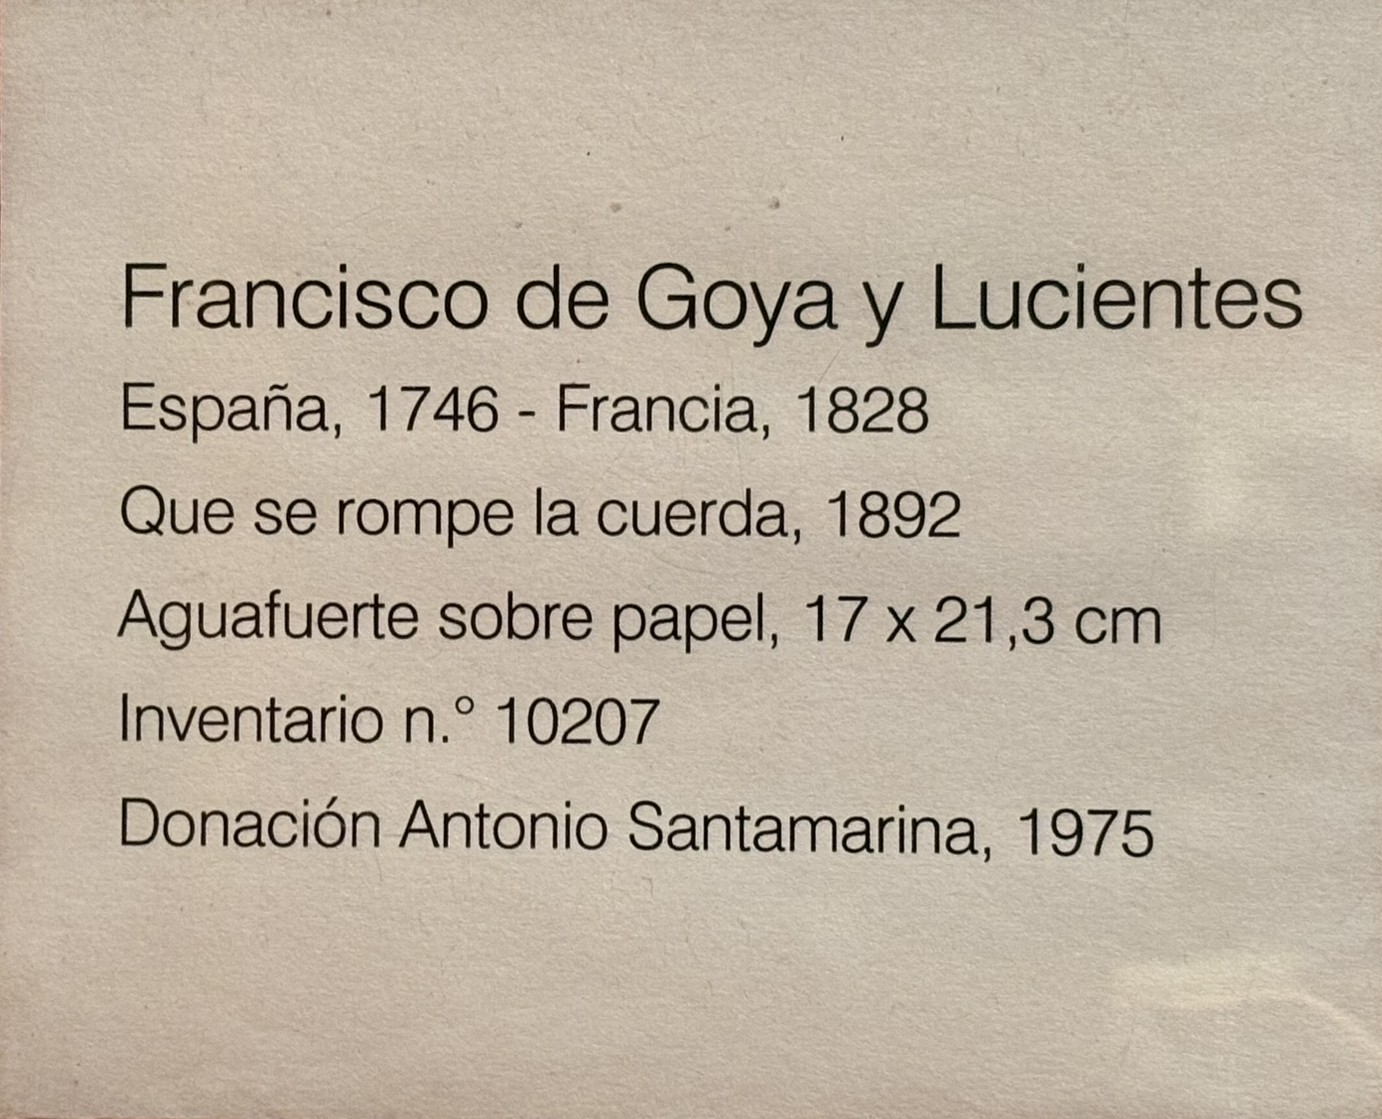 Francisco de Goya y Lucientes
España, 1746 - Francia, 1828
Que se rompe la cuerda, 1892
Aguafuerte sobre papel, 17 x 21,3 cm
Inventario n.° 10207
Donación Antonio Santamarina, 1975